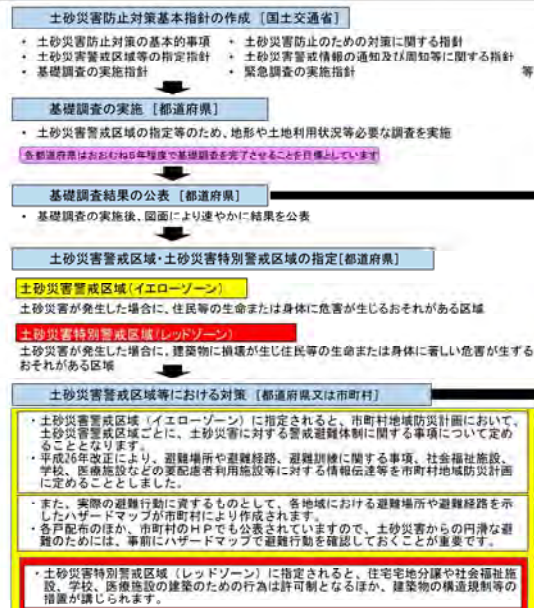 土砂災害防止対策基本指針の作成［国土交通省］
・ 土砂災害防止対策の基本的事項 ・ 土砂災害防止のための対策に関する指針
・ 土砂災害警戒区域等の指定指針 ・ 土砂災害警戒情報の通知及び周知等に関する指針
・ 基礎調査の実施指針 ・ 緊急調査の実施指針 等
基礎調査の実施［都道府県］
・ 土砂災害警戒区域の指定等のため、地形や土地利用状況等必要な調査を実施
各都道府県はおおむね5年程度で基礎調査を完了させることを目標としています
基礎調査結果の公表［都道府県］
・ 基礎調査の実施後、図面により速やかに結果を公表
土砂災害警戒区域・土砂災害特別警戒区域の指定[都道府県]
土砂災害警戒区域（イエローゾーン）
土砂災害が発生した場合に、住民等の生命または身体に危害が生じるおそれがある区域
土砂災害特別警戒区域（レッドゾーン）
土砂災害が発生した場合に、建築物に損壊が生じ住民等の生命または身体に著しい危害が生ずる
おそれがある区域
土砂災害警戒区域等における対策［都道府県又は市町村］
・土砂災害警戒区域（イエローゾーン）に指定されると、市町村地域防災計画において、
土砂災害警戒区域ごとに、土砂災害に対する警戒避難体制に関する事項について定め
ることとなります。
・平成26年改正により、避難場所や避難経路、避難訓練に関する事項、社会福祉施設、
学校、医療施設などの要配慮者利用施設等に対する情報伝達等を市町村地域防災計画
に定めることとしました。
・また、実際の避難行動に資するものとして、各地域における避難場所や避難経路を示
したハザードマップが市町村により作成されます。
・各戸配布のほか、市町村のＨＰでも公表されていますので、土砂災害からの円滑な避
難のためには、事前にハザードマップで避難行動を確認しておくことが重要です。
・土砂災害特別警戒区域（レッドゾーン）に指定されると、住宅宅地分譲や社会福祉施
設、学校、医療施設の建築のための行為は許可制となるほか、建築物の構造規制等の
措置が講じられます。